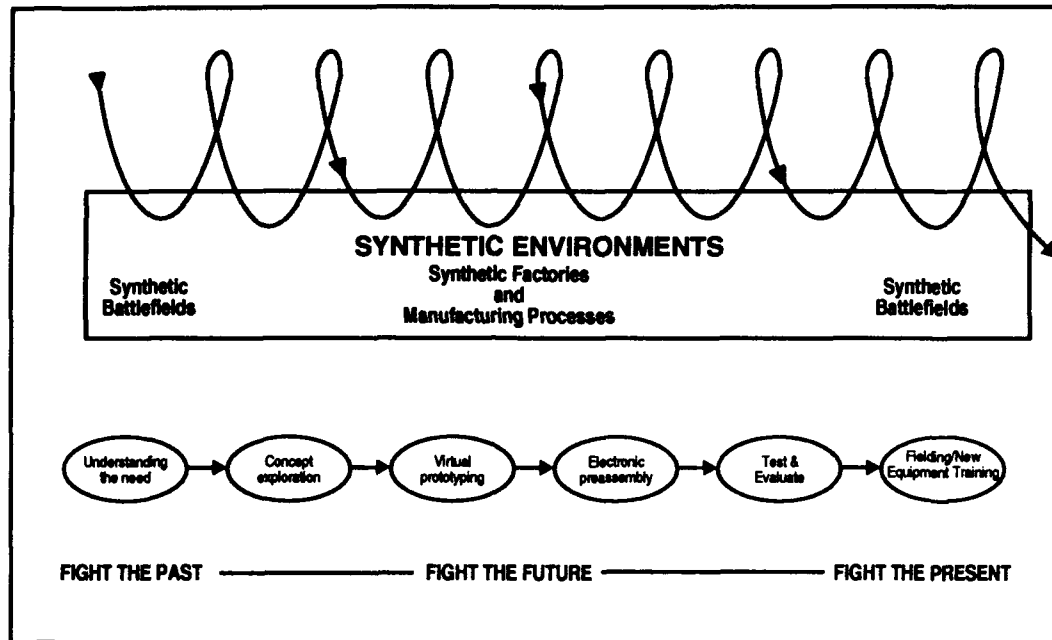 SYNTHETIC ENVIRONMENTS
Synthetic Factories
and
Manufacturing Processes
Synthetic
Battlefields
Synthetic
Battlefields
Understanding
the need
Concept
exploration
Virtual
prototyping
Electronic
preassembly
Test &
Evaluate
Fielding/New
Equipment Training
FIGHT THE PAST
FIGHT THE FUTURE
FIGHT THE PRESENT